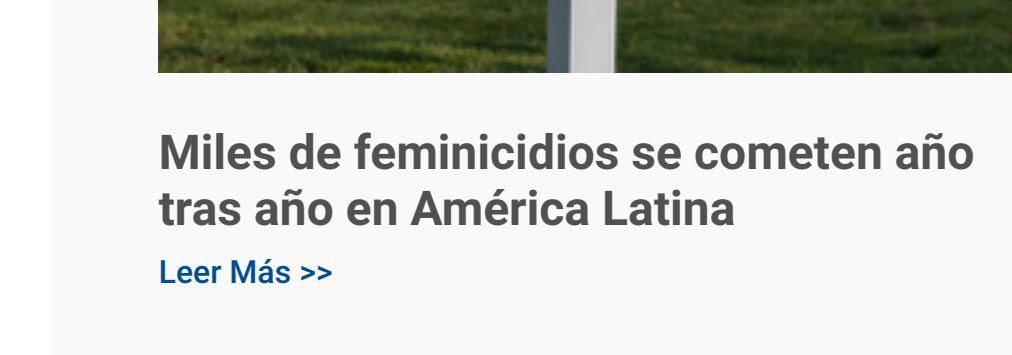 Miles de feminicidios se cometen año
tras año en América Latina
Leer Más >>